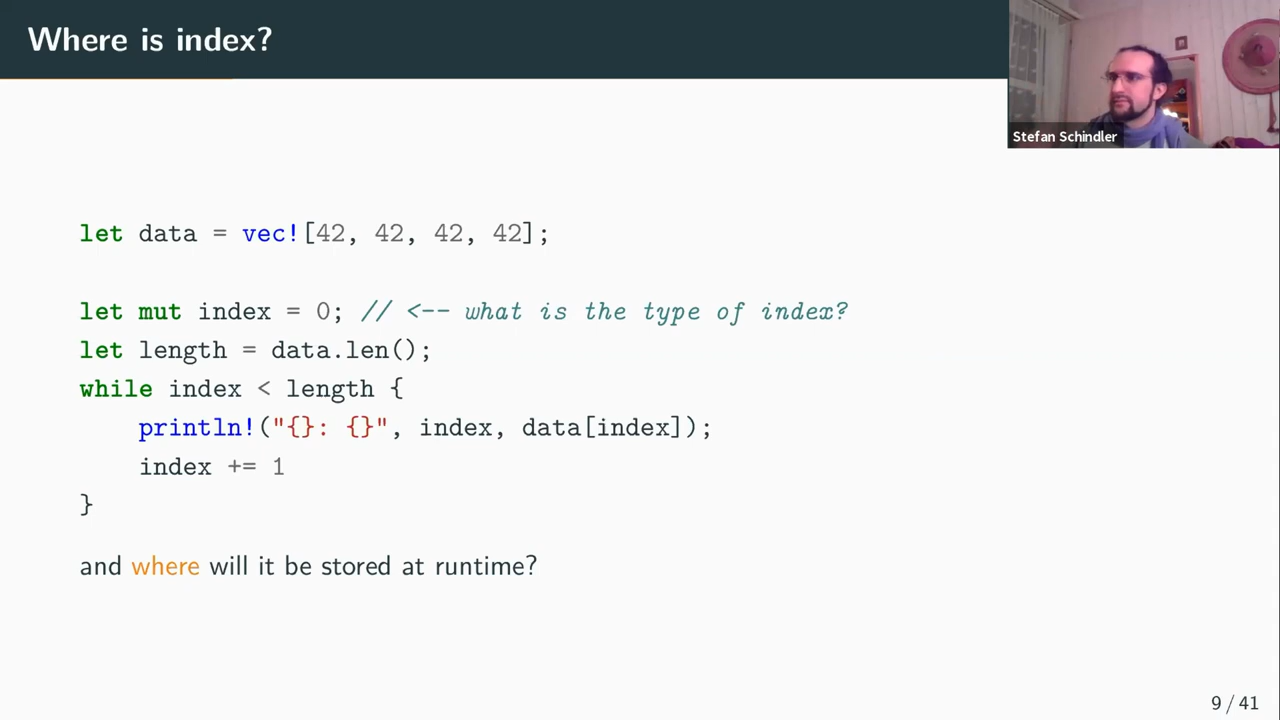 Where is index?
Stefan Schindler
let data = vec![42, 42, 42, 42];
let mut index = 0; // <-- what is the type of index?
let length = data.len();
while index < length {
    println!("{}: {}", index, data[index]);
    index += 1
}
and where will it be stored at runtime?
9 / 41